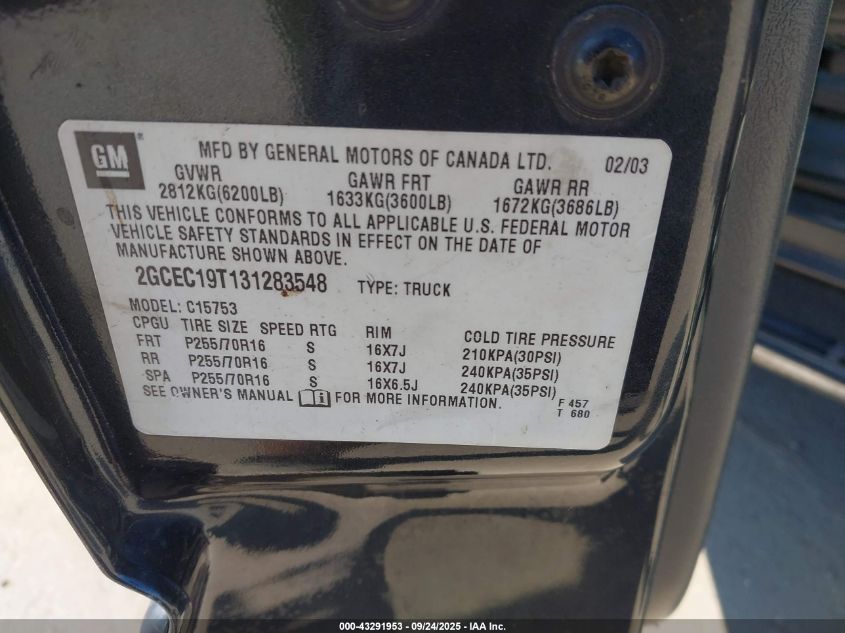 GM ® MFD BY GENERAL MOTORS OF CANADA LTD. 02/03
GVWR GAWR FRT GAWR RR
2812KG(6200LB) 1633KG(3600LB) 1672KG(3686LB)
THIS VEHICLE CONFORMS TO ALL APPLICABLE U.S. FEDERAL MOTOR
VEHICLE SAFETY STANDARDS IN EFFECT ON THE DATE OF
MANUFACTURE SHOWN ABOVE.
2GCEC19T131283548 TYPE: TRUCK
MODEL: C15753
CPGU TIRE SIZE SPEED RTG RIM COLD TIRE PRESSURE
FRT P255/70R16 S 16X7J 210KPA(30PSI)
RR P255/70R16 S 16X7J 240KPA(35PSI)
SPA P255/70R16 S 16X6.5J 240KPA(35PSI)
SEE OWNER'S MANUAL FOR MORE INFORMATION.
F 457
T 680
000-43291953 09/24/2025 IAA Inc.